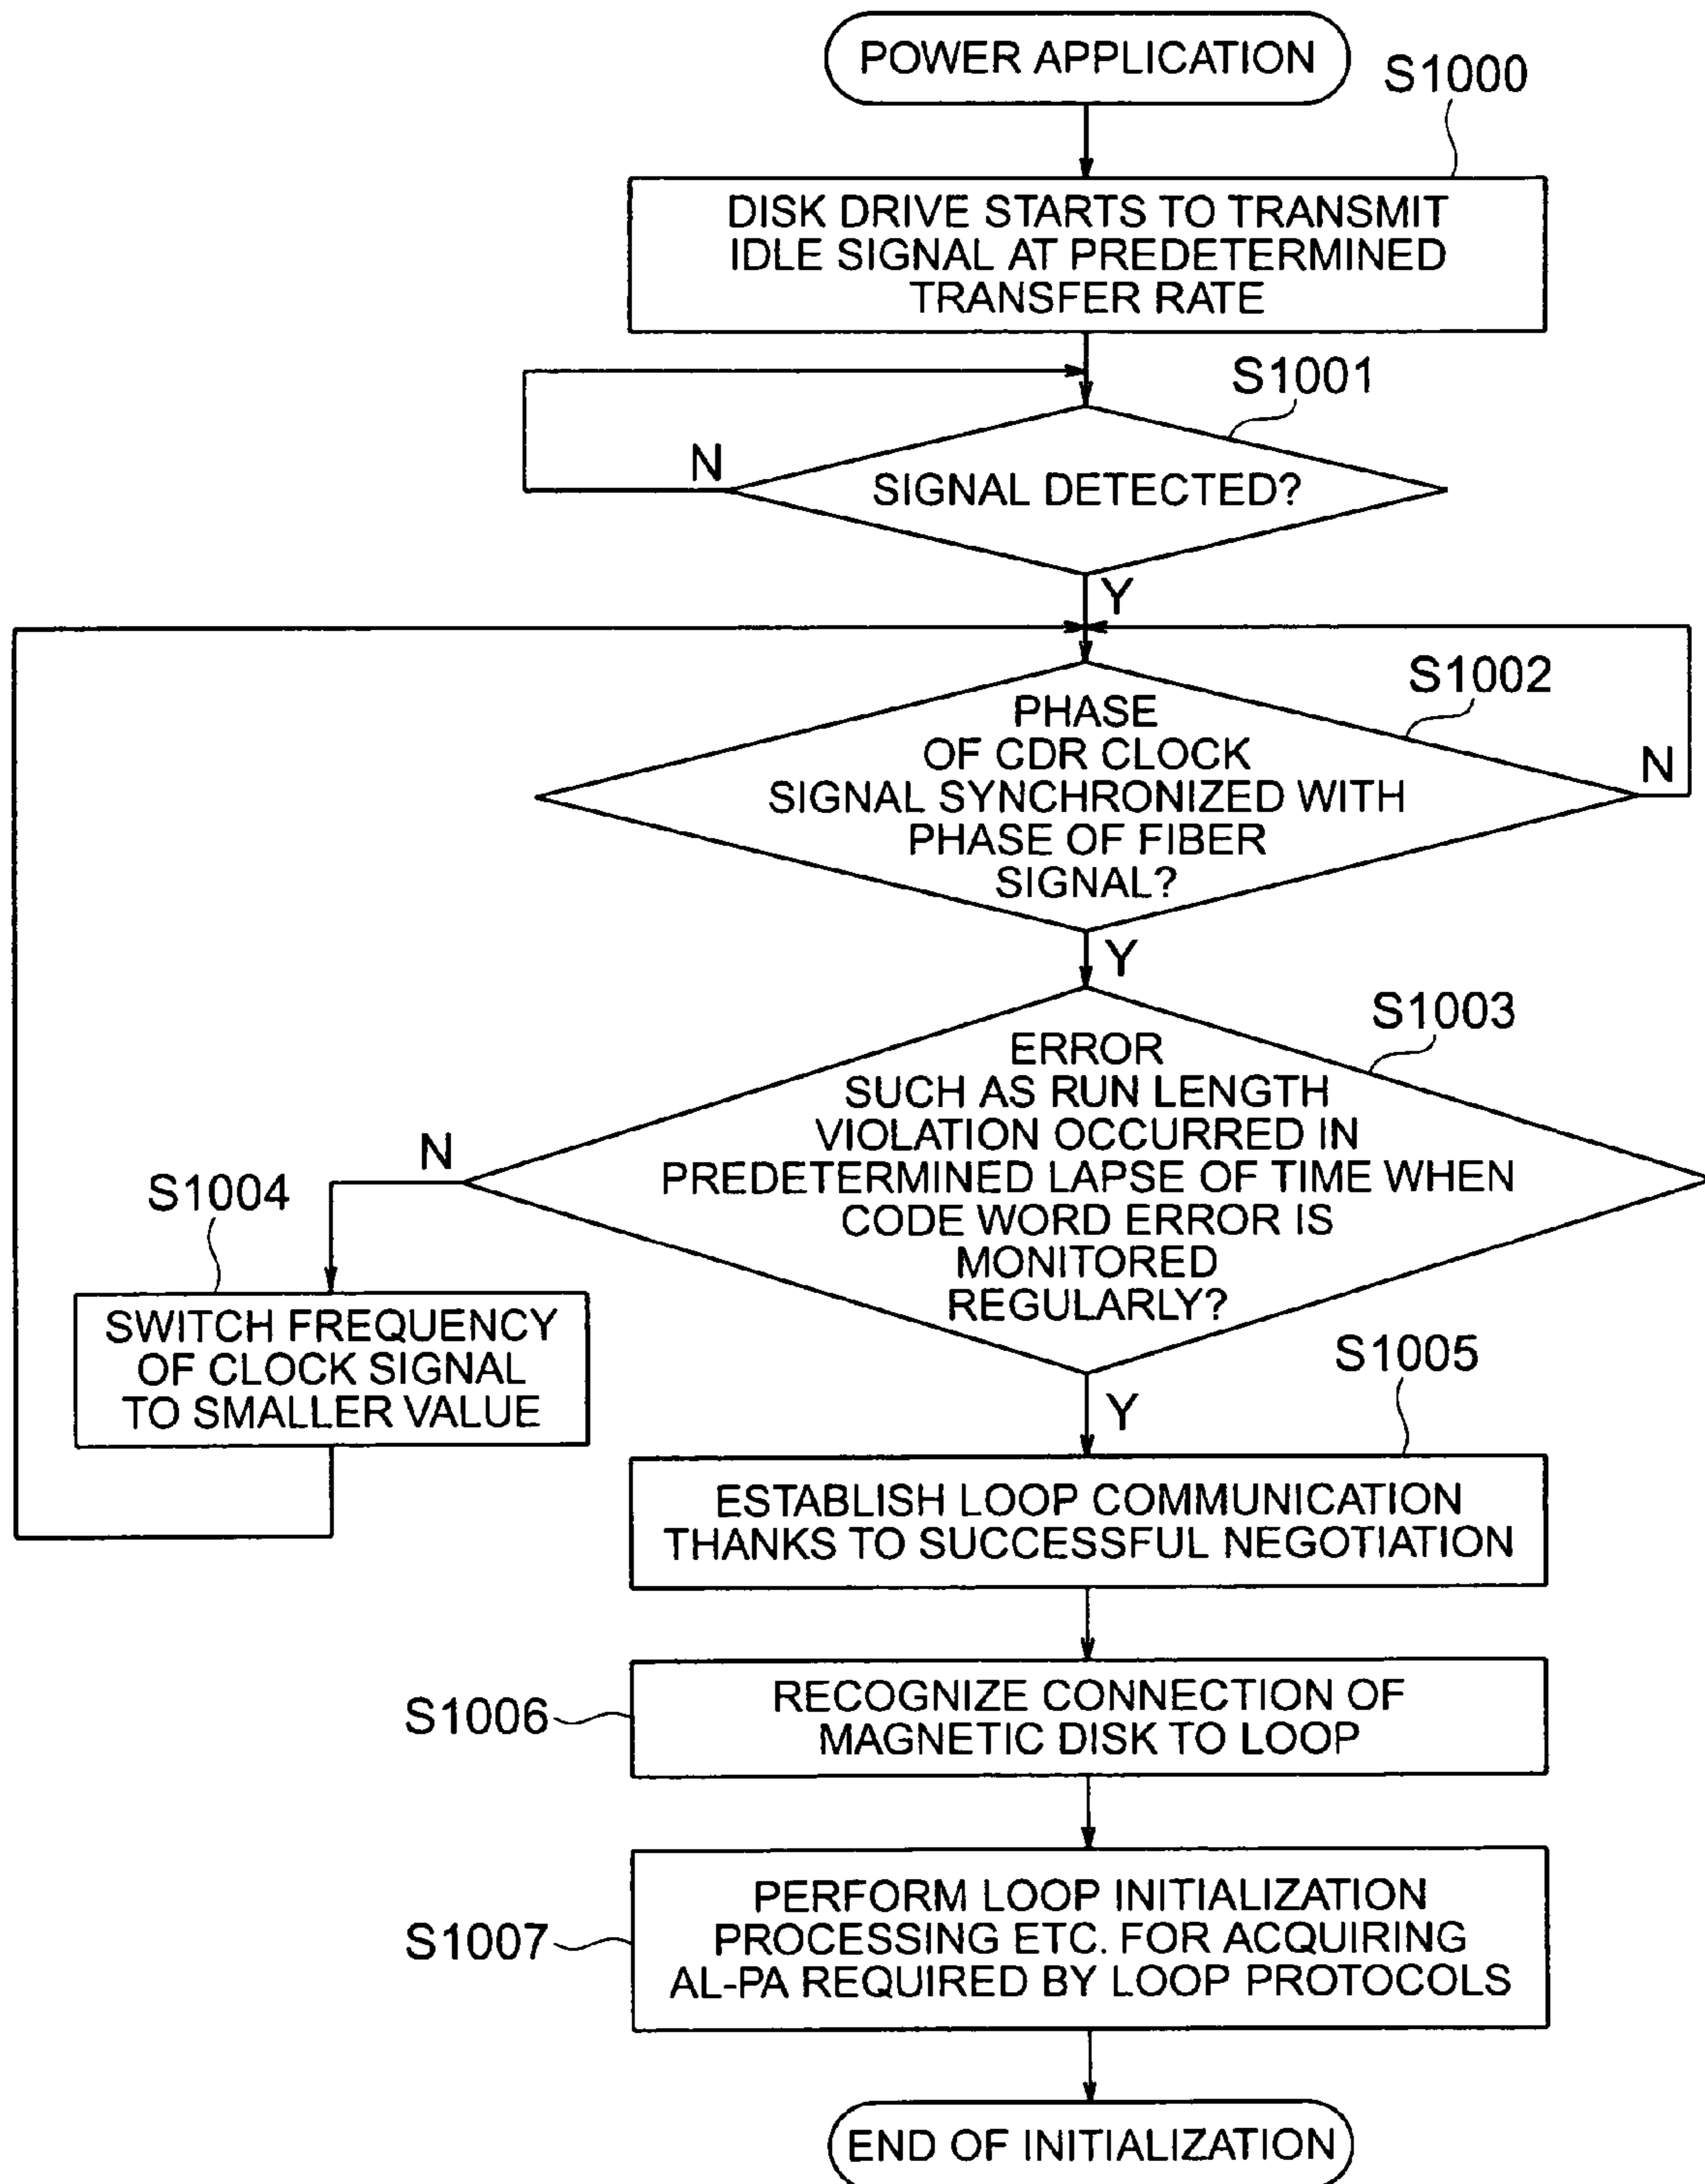 POWER APPLICATION
S1000
DISK DRIVE STARTS TO TRANSMIT
IDLE SIGNAL AT PREDETERMINED
TRANSFER RATE
S1001
N
SIGNAL DETECTED?
Y
S1002
PHASE
OF CDR CLOCK
SIGNAL SYNCHRONIZED WITH
PHASE OF FIBER
SIGNAL?
N
Y
S1003
ERROR
SUCH AS RUN LENGTH
VIOLATION OCCURRED IN
PREDETERMINED LAPSE OF TIME WHEN
CODE WORD ERROR IS
MONITORED
REGULARLY?
N
S1004
SWITCH FREQUENCY
OF CLOCK SIGNAL
TO SMALLER VALUE
Y
S1005
ESTABLISH LOOP COMMUNICATION
THANKS TO SUCCESSFUL NEGOTIATION
S1006
RECOGNIZE CONNECTION OF
MAGNETIC DISK TO LOOP
S1007
PERFORM LOOP INITIALIZATION
PROCESSING ETC. FOR ACQUIRING
AL-PA REQUIRED BY LOOP PROTOCOLS
END OF INITIALIZATION